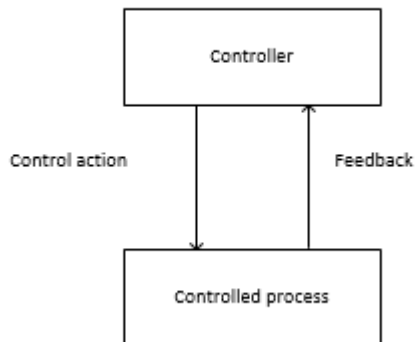 Controller
Control action
Feedback
Controlled process